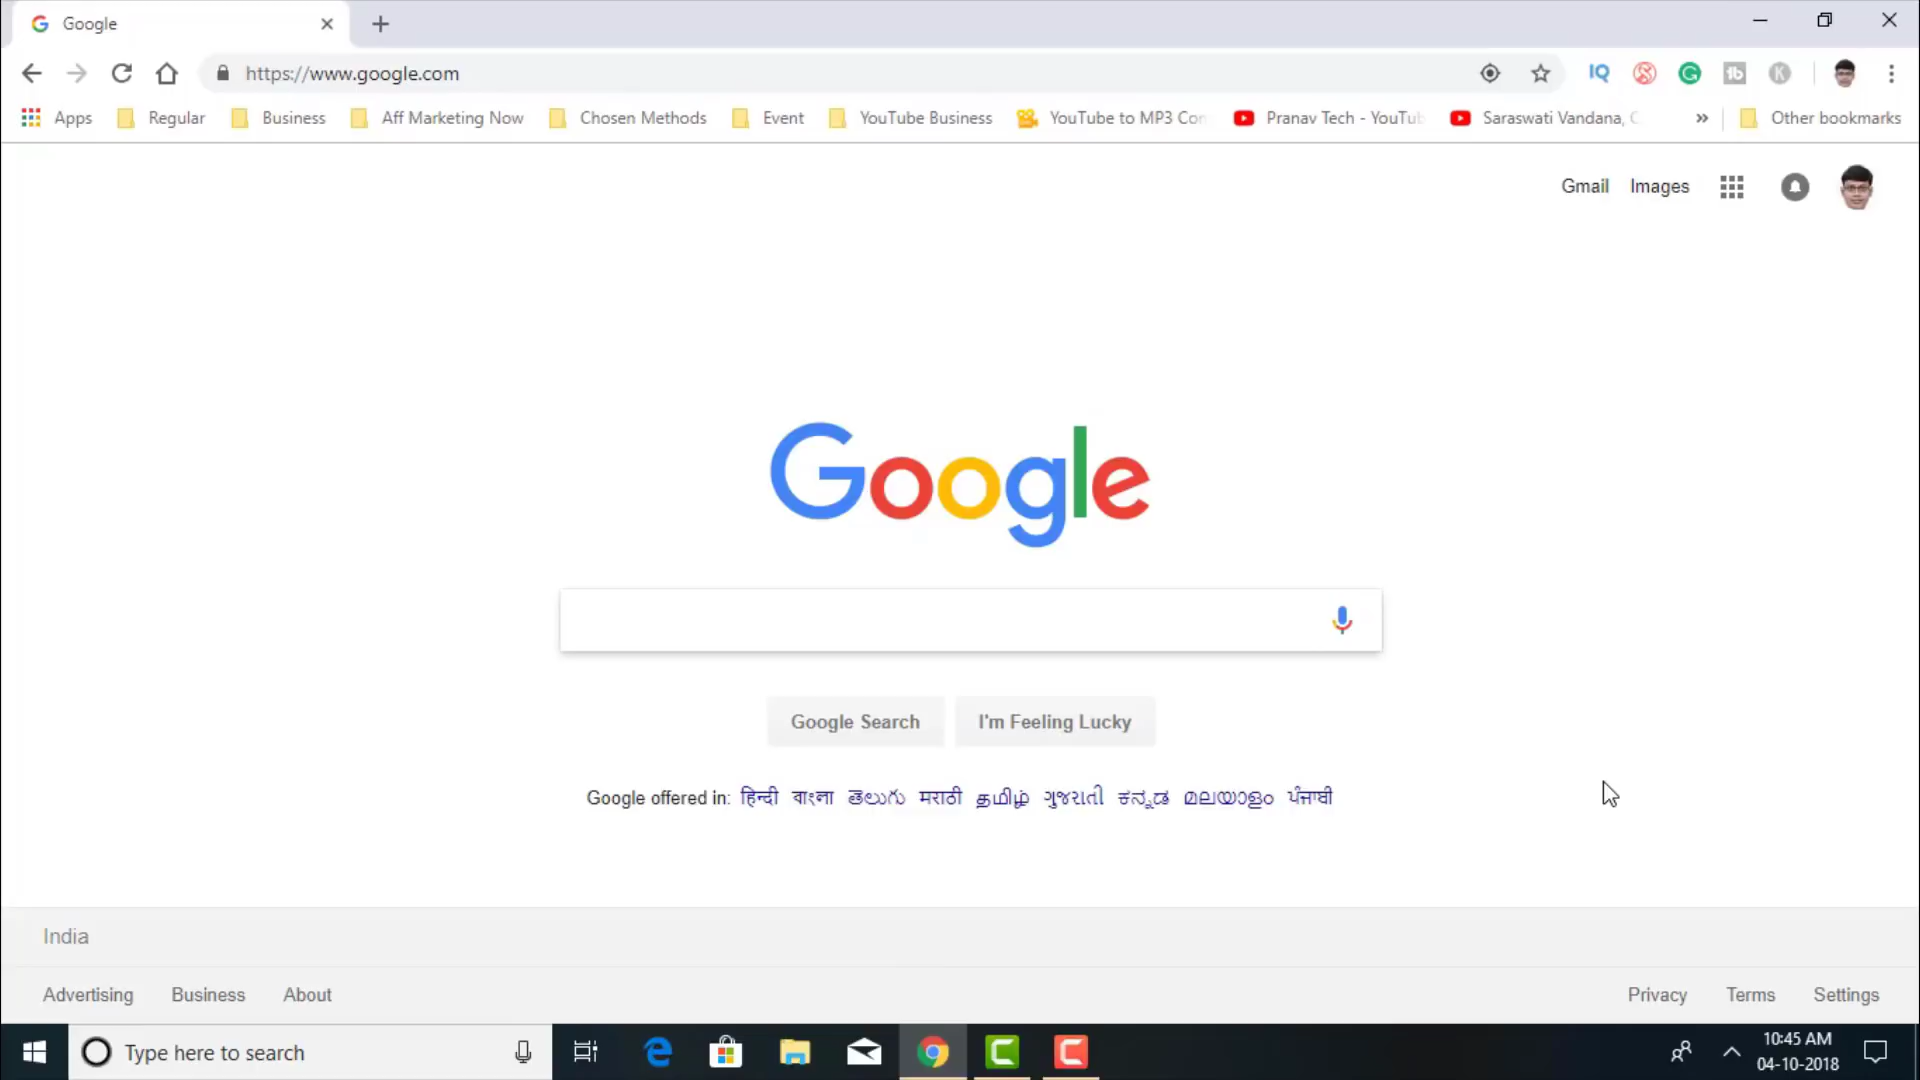 Google
https://www.google.com
IQ
tb
K
Apps Regular Business Aff Marketing Now Chosen Methods Event YouTube Business YouTube to MP3 Con Pranav Tech - YouTub Saraswati Vandana, » Other bookmarks
Gmail Images
Google
Google Search I'm Feeling Lucky
Google offered in: हिन्दी বাংলা తెలుగు मराठी தமிழ் ગુજરાતી ಕನ್ನಡ മലയാളം ਪੰਜਾਬੀ
India
Advertising Business About Privacy Terms Settings
Type here to search
10:45 AM
04-10-2018